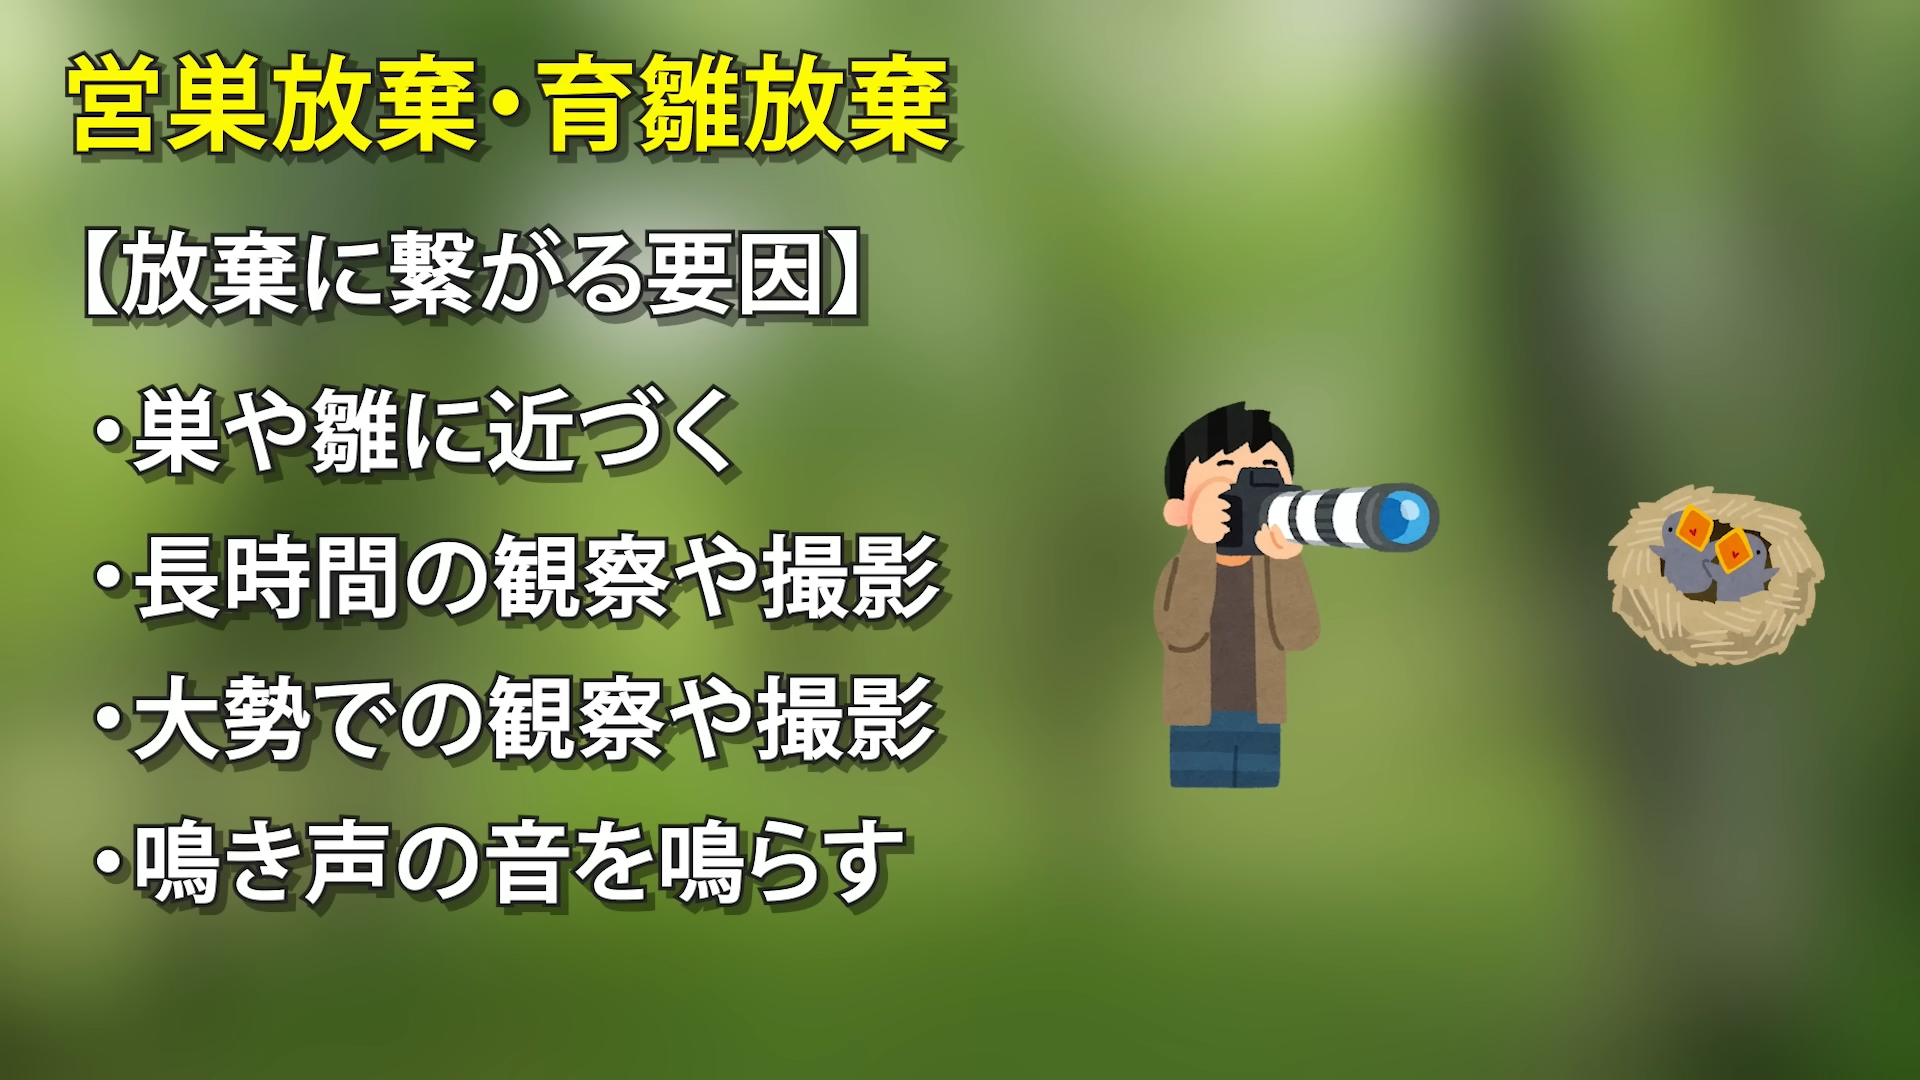 営巣放棄・育雛放棄
【放棄に繋がる要因】
・巣や雛に近づく
・長時間の観察や撮影
・大勢での観察や撮影
・鳴き声の音を鳴らす